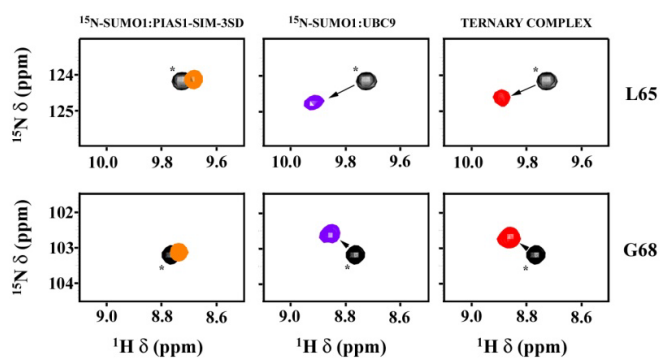 ¹⁵N-SUMO1:PIAS1-SIM-3SD ¹⁵N-SUMO1:UBC9 TERNARY COMPLEX
* * *
124
125
¹⁵N δ (ppm)
L65
10.0 9.8 9.6 10.0 9.8 9.6 10.0 9.8 9.6
102
103
104
¹⁵N δ (ppm)
G68
* * *
9.0 8.8 8.6 9.0 8.8 8.6 9.0 8.8 8.6
¹H δ (ppm) ¹H δ (ppm) ¹H δ (ppm)